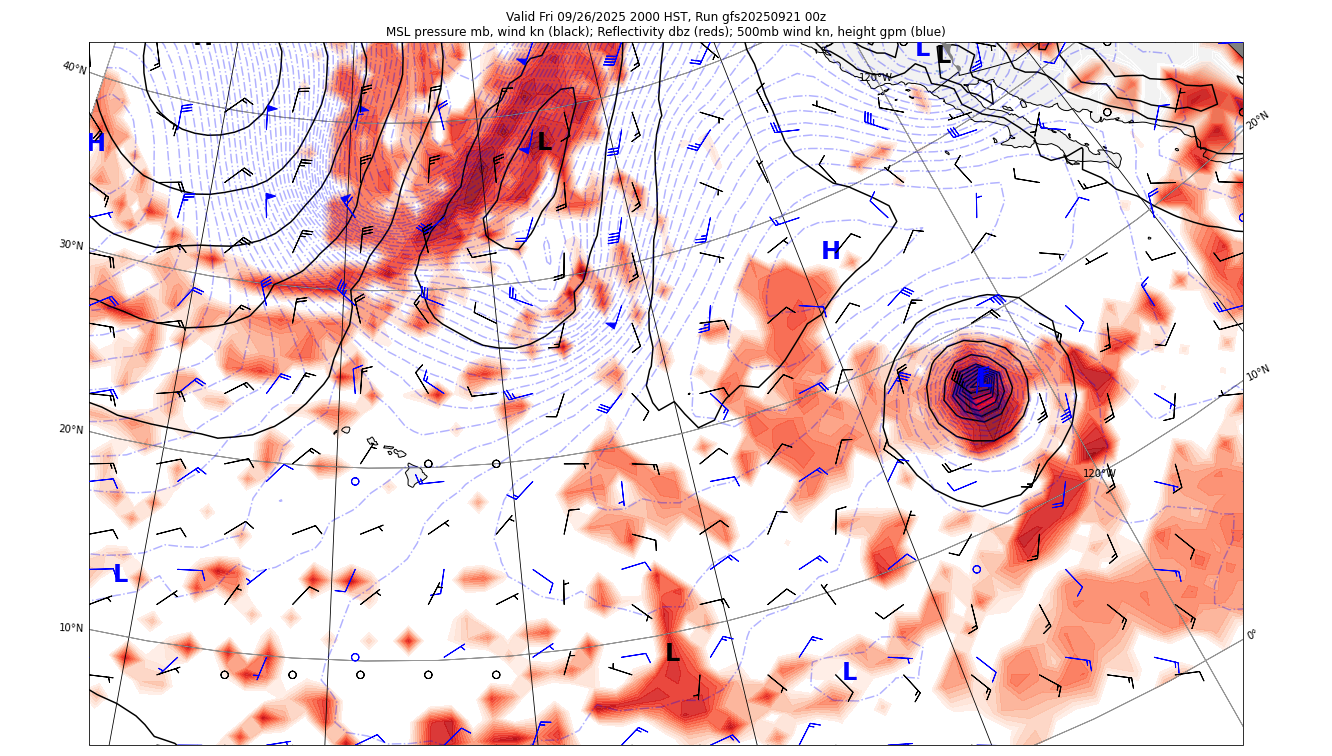 Valid Fri 09/26/2025 2000 HST, Run gfs20250921 00z
MSL pressure mb, wind kn (black); Reflectivity dbz (reds); 500mb wind kn, height gpm (blue)
L
L
40°N
120°W
20°N
H
L
30°N
H
10°N
20°N
120°W
L
10°N
0°
L
L